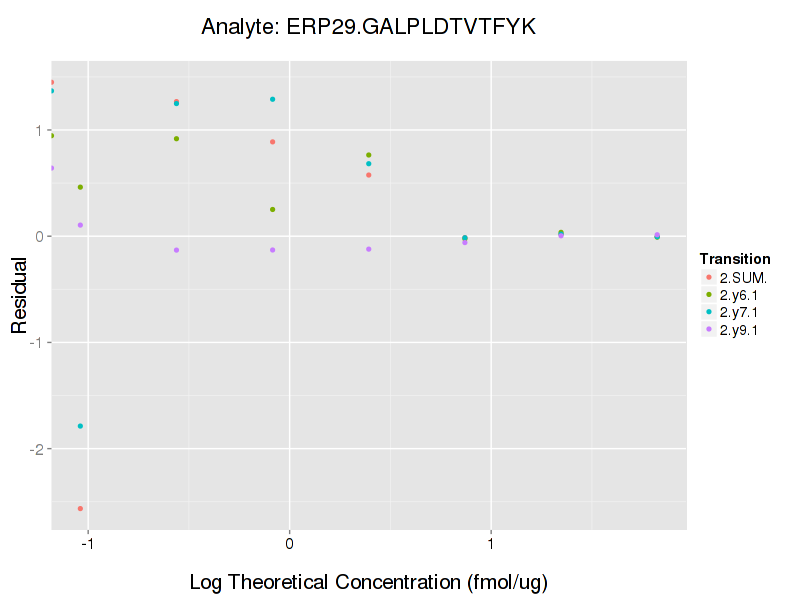 Analyte: ERP29.GALPLDTVTFYK
Residual
1
0
-1
-2
-1
0
1
Log Theoretical Concentration (fmol/ug)
Transition
2.SUM.
2.y6.1
2.y7.1
2.y9.1